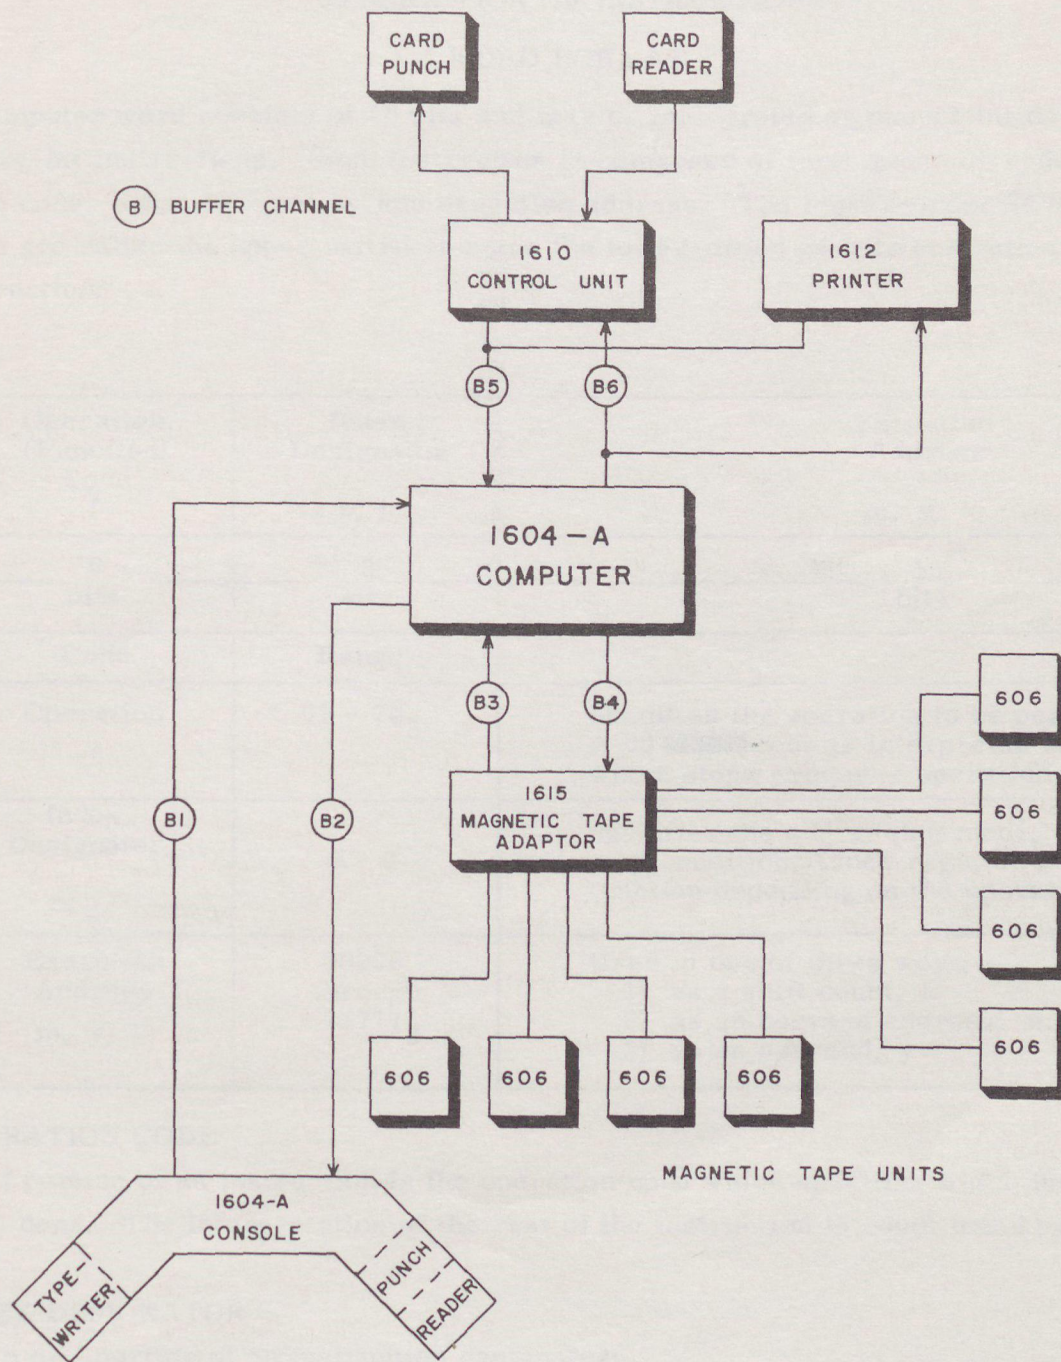 CARD
PUNCH
CARD
READER
B BUFFER CHANNEL
1610
CONTROL UNIT
1612
PRINTER
B5
B6
1604-A
COMPUTER
B3
B4
606
1615
MAGNETIC TAPE
ADAPTOR
606
B1
B2
606
606
606
606
606
606
MAGNETIC TAPE UNITS
1604-A
CONSOLE
TYPE-
WRITER
PUNCH
READER